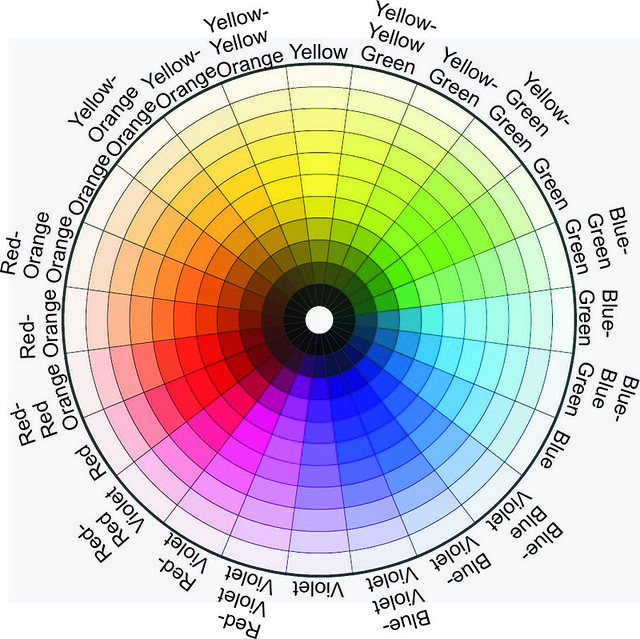 Yellow
Yellow-
Yellow
Green
Yellow-
Green
Yellow-
Green
Green
Green
Blue-
Green
Green
Blue-
Green
Blue-
Blue
Green
Blue
Blue-
Blue
Violet
Blue-
Violet
Blue-
Violet
Violet
Violet
Red-
Violet
Violet
Red-
Violet
Red-
Red
Violet
Red
Red-
Red
Orange
Red-
Orange
Red-
Orange
Orange
Orange
Yellow-
Orange
Orange
Yellow-
Orange
Yellow-
Yellow
Orange